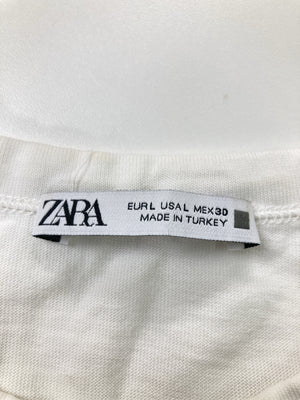 ZARA
EUR L USA L MEX 30
MADE IN TURKEY